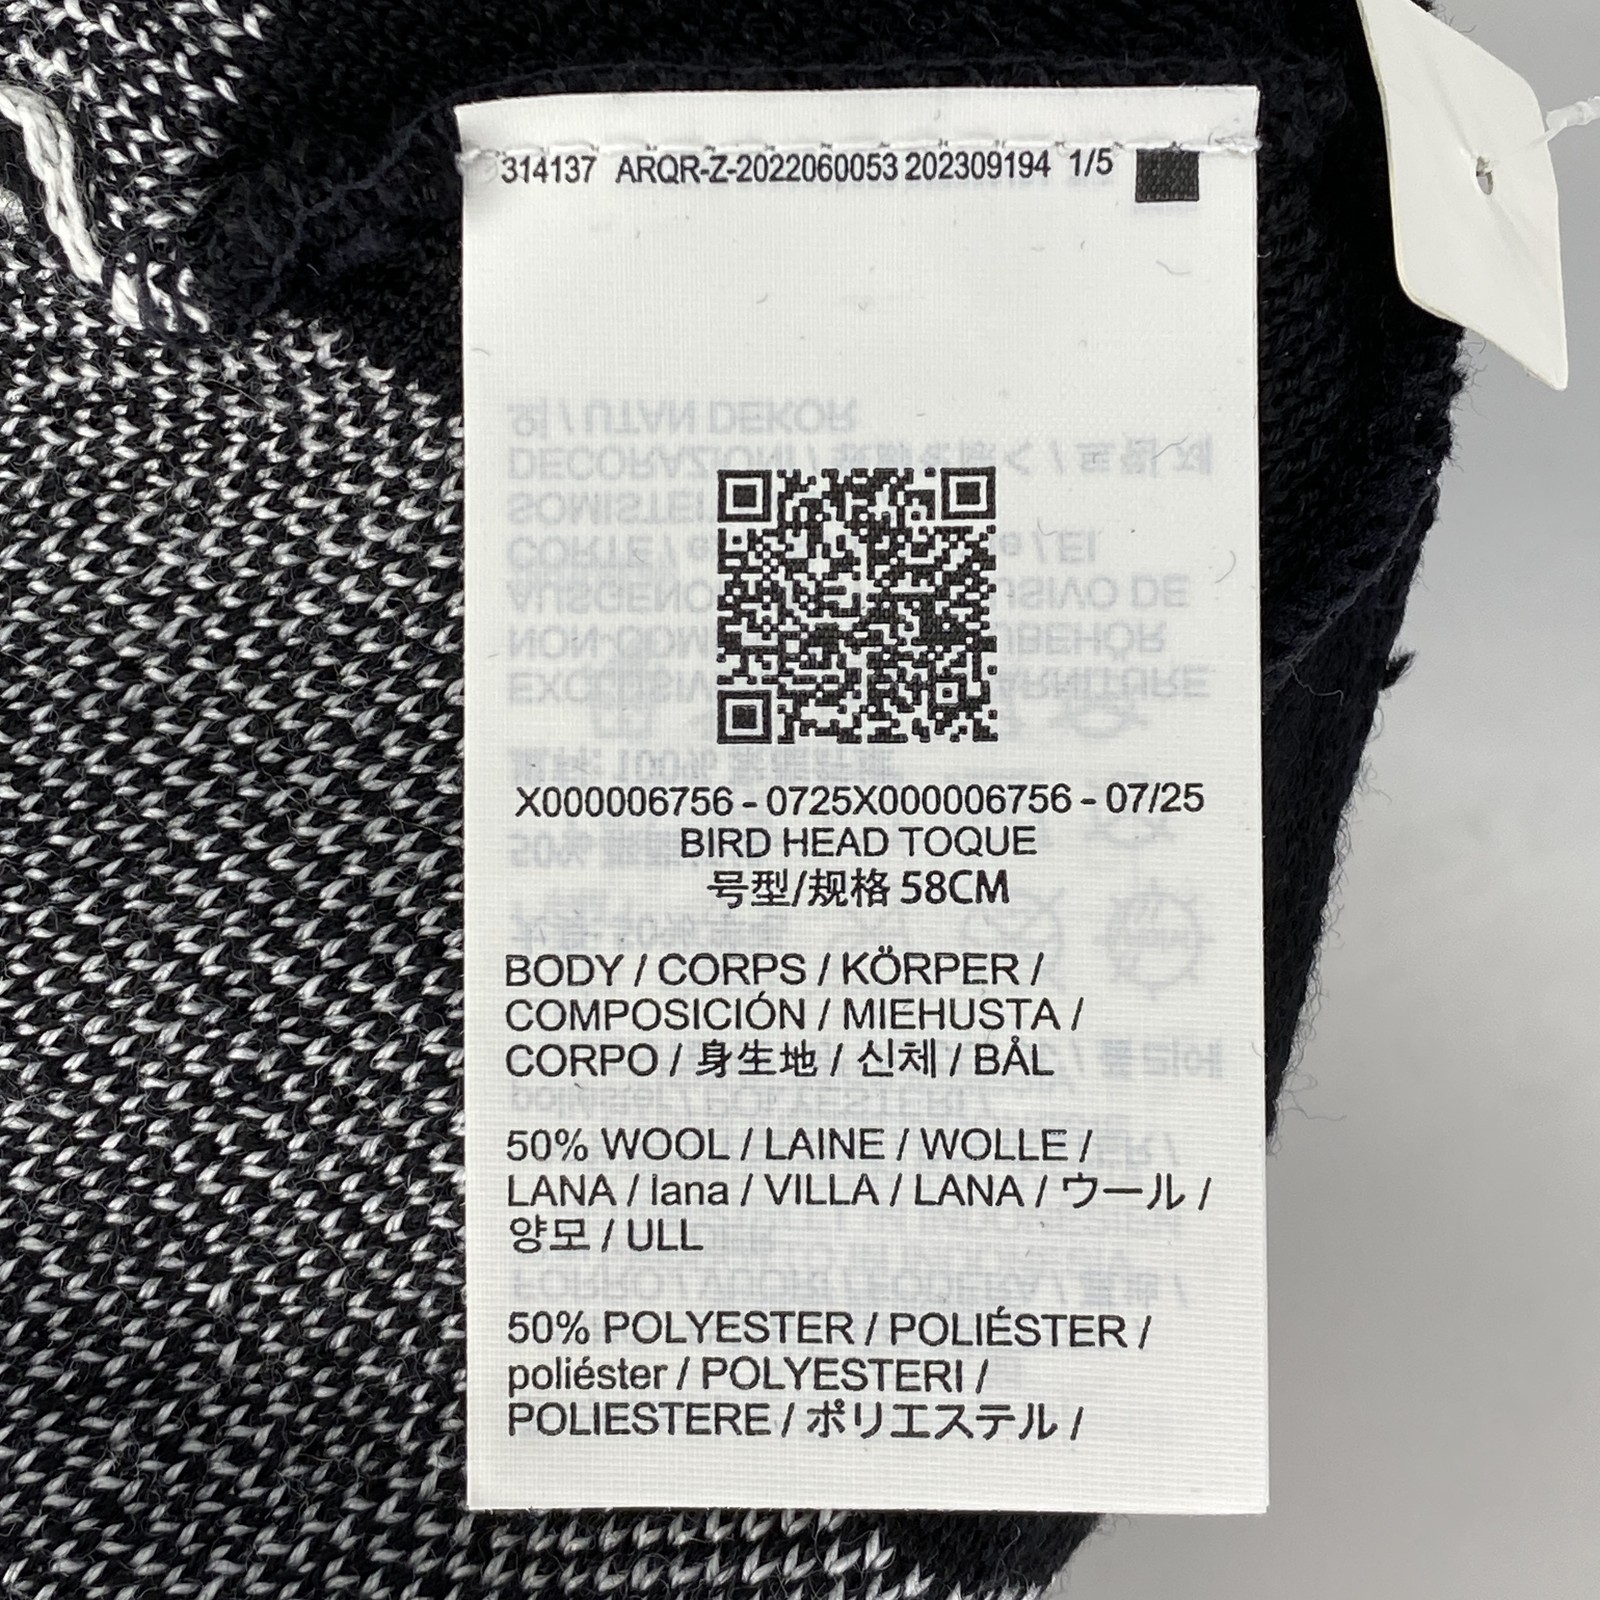 314137 ARQR-Z-2022060053 202309194 1/5
X000006756 - 0725X000006756 - 07/25
BIRD HEAD TOQUE
号型/规格 58CM
BODY / CORPS / KÖRPER /
COMPOSICIÓN / MIEHUSTA /
CORPO / 身生地 / 신체 / BÅL
50% WOOL / LAINE / WOLLE /
LANA / lana / VILLA / LANA / ウール /
양모 / ULL
50% POLYESTER / POLIÉSTER /
poliéster / POLYESTERI /
POLIESTERE / ポリエステル /